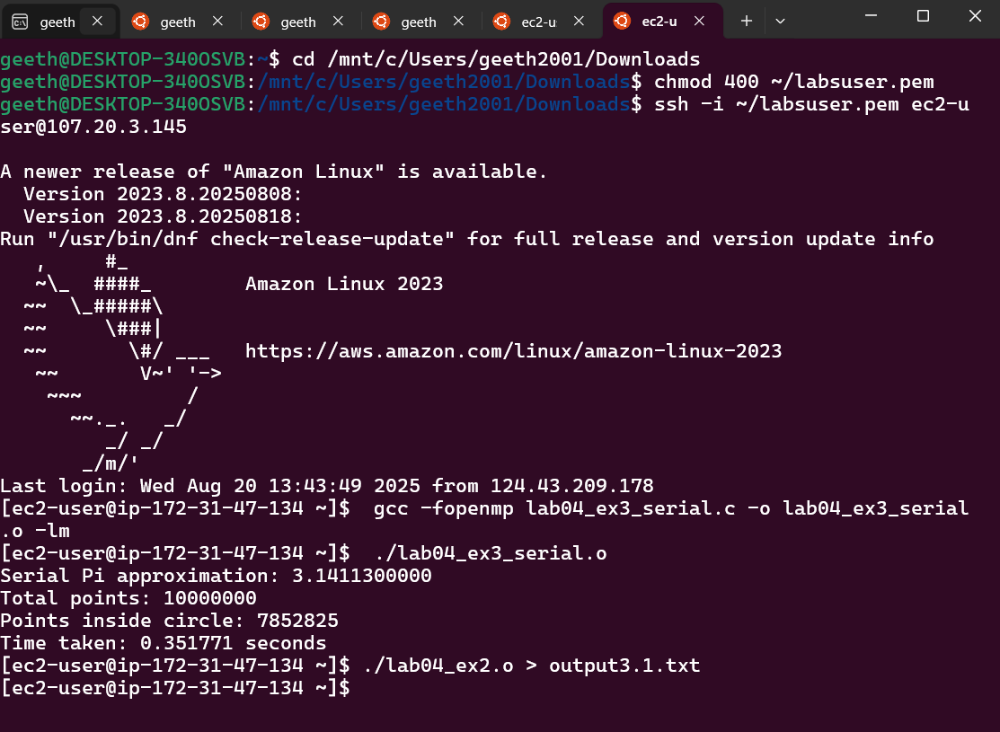 geeth geeth geeth geeth ec2-u: ec2-u
geeth@DESKTOP-340OSVB:~$ cd /mnt/c/Users/geeth2001/Downloads
geeth@DESKTOP-340OSVB:/mnt/c/Users/geeth2001/Downloads$ chmod 400 ~/labsuser.pem
geeth@DESKTOP-340OSVB:/mnt/c/Users/geeth2001/Downloads$ ssh -i ~/labsuser.pem ec2-u
ser@107.20.3.145
A newer release of "Amazon Linux" is available.
  Version 2023.8.20250808:
  Version 2023.8.20250818:
Run "/usr/bin/dnf check-release-update" for full release and version update info
   ,     #_
   ~\_  ####_        Amazon Linux 2023
  ~~  \_#####\
  ~~     \###|
  ~~       \#/ ___   https://aws.amazon.com/linux/amazon-linux-2023
   ~~       V~' '->
    ~~~         /
      ~~._.   _/
         _/ _/
       _/m/'
Last login: Wed Aug 20 13:43:49 2025 from 124.43.209.178
[ec2-user@ip-172-31-47-134 ~]$  gcc -fopenmp lab04_ex3_serial.c -o lab04_ex3_serial
.o -lm
[ec2-user@ip-172-31-47-134 ~]$  ./lab04_ex3_serial.o
Serial Pi approximation: 3.1411300000
Total points: 10000000
Points inside circle: 7852825
Time taken: 0.351771 seconds
[ec2-user@ip-172-31-47-134 ~]$ ./lab04_ex2.o > output3.1.txt
[ec2-user@ip-172-31-47-134 ~]$